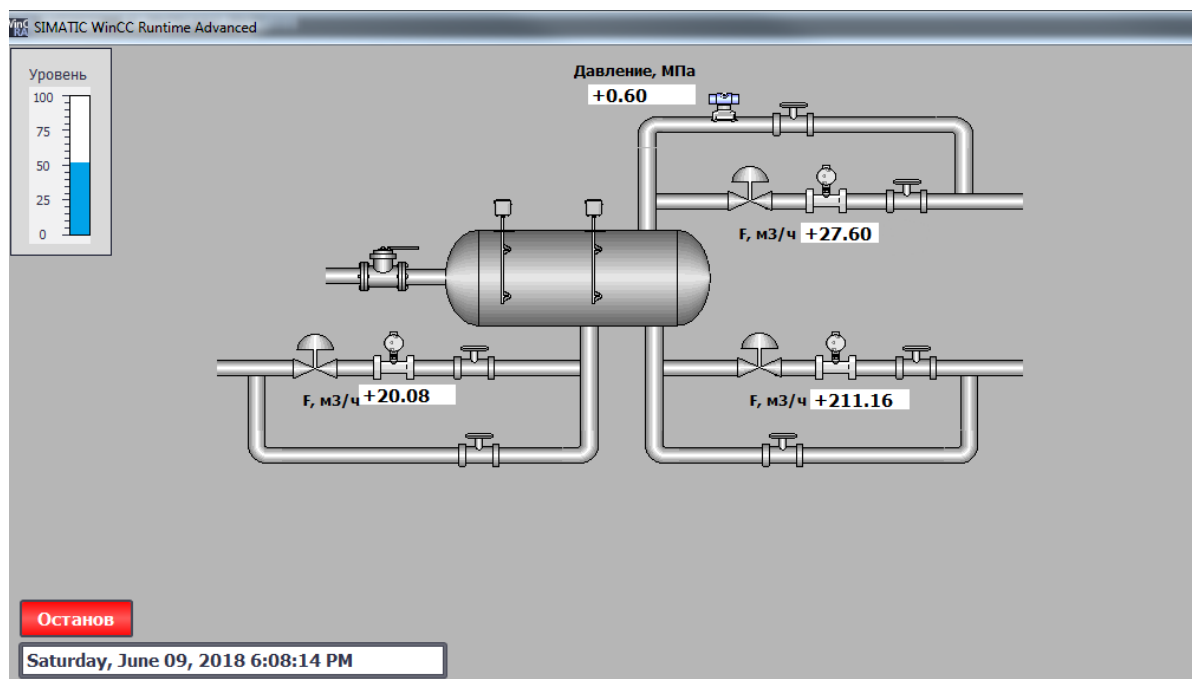 SIMATIC WinCC Runtime Advanced
Уровень
100
75
50
25
0
Давление, МПа
+0.60
F, м3/ч +27.60
F, м3/ч +20.08
F, м3/ч +211.16
Останов
Saturday, June 09, 2018 6:08:14 PM